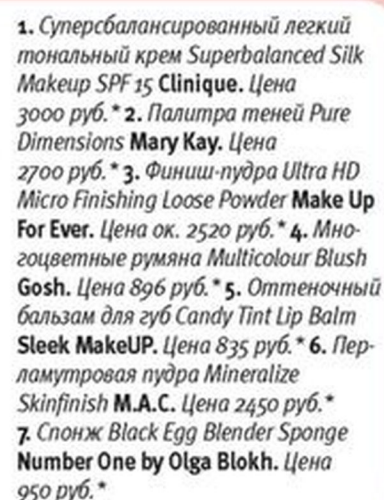 1. Суперсбалансированный легкий
тональный крем Superbalanced Silk
Makeup SPF 15 Clinique. Цена
3000 руб.* 2. Палитра теней Pure
Dimensions Mary Kay. Цена
2700 руб.* 3. Финиш-пудра Ultra HD
Micro Finishing Loose Powder Make Up
For Ever. Цена ок. 2520 руб.* 4. Мно-
гоцветные румяна Multicolour Blush
Gosh. Цена 896 руб.* 5. Оттеночный
бальзам для губ Candy Tint Lip Balm
Sleek MakeUP. Цена 835 руб.* 6. Пер-
ламутровая пудра Mineralize
Skinfinish M.A.C. Цена 2450 руб.*
7. Спонж Black Egg Blender Sponge
Number One by Olga Blokh. Цена
950 руб.*